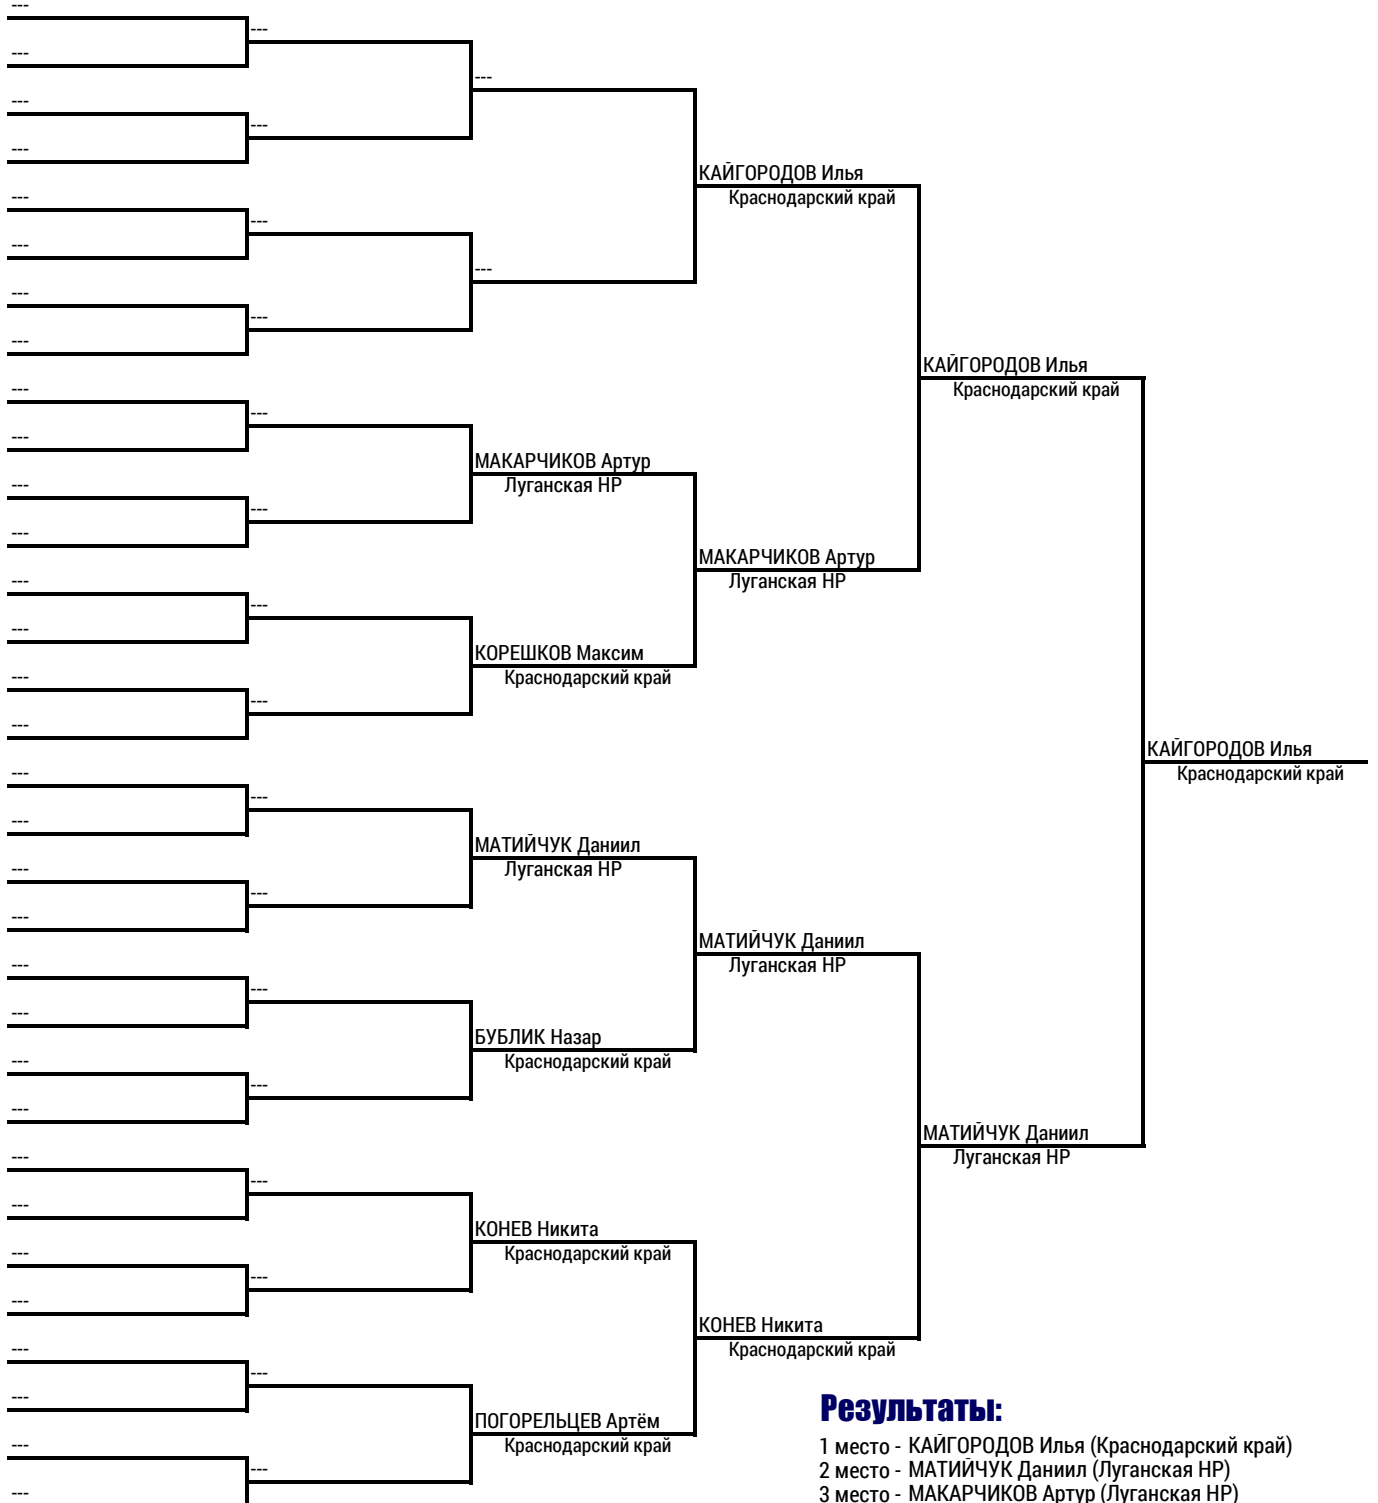 ---
---
---
---
---
---
---
---
---
---
---
---
---
---
КАЙГОРОДОВ Илья
Краснодарский край
КАЙГОРОДОВ Илья
Краснодарский край
---
---
---
---
---
---
МАКАРЧИКОВ Артур
Луганская НР
МАКАРЧИКОВ Артур
Луганская НР
---
---
---
---
---
---
КОРЕШКОВ Максим
Краснодарский край
КАЙГОРОДОВ Илья
Краснодарский край
---
---
---
---
---
---
МАТИЙЧУК Даниил
Луганская НР
МАТИЙЧУК Даниил
Луганская НР
---
---
---
---
---
---
БУБЛИК Назар
Краснодарский край
МАТИЙЧУК Даниил
Луганская НР
---
---
---
---
---
---
КОНЕВ Никита
Краснодарский край
КОНЕВ Никита
Краснодарский край
---
---
---
---
---
---
ПОГОРЕЛЬЦЕВ Артём
Краснодарский край
Результаты:
1 место - КАЙГОРОДОВ Илья (Краснодарский край)
2 место - МАТИЙЧУК Даниил (Луганская НР)
3 место - МАКАРЧИКОВ Артур (Луганская НР)